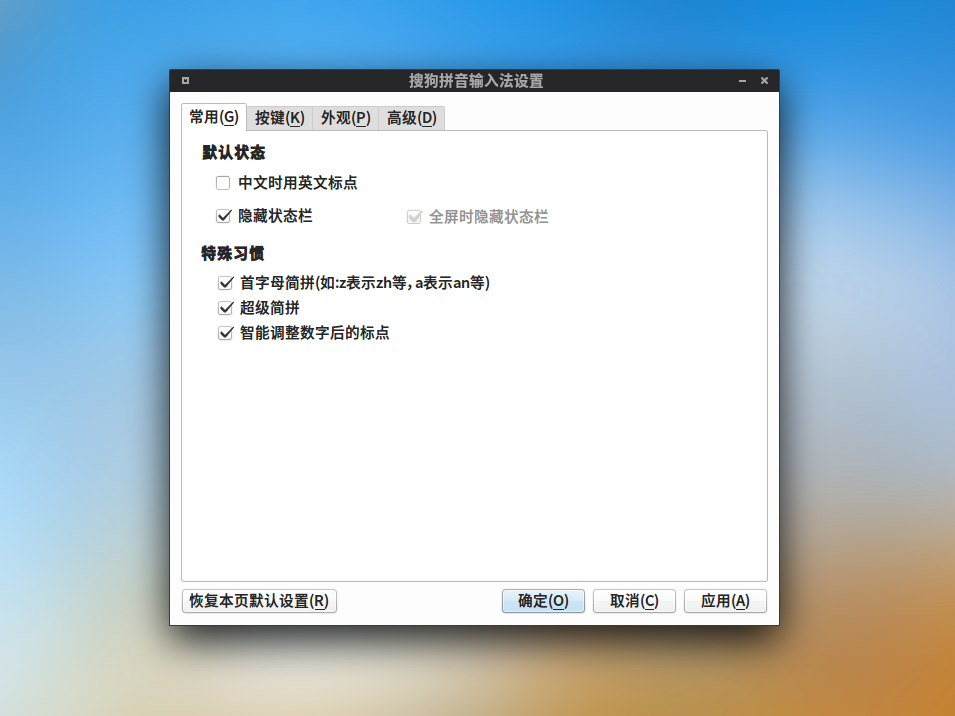 搜狗拼音输入法设置
常用(G) 按键(K) 外观(P) 高级(D)
默认状态
中文时用英文标点
隐藏状态栏 全屏时隐藏状态栏
特殊习惯
首字母简拼(如:z表示zh等，a表示an等)
超级简拼
智能调整数字后的标点
恢复本页默认设置(R) 确定(O) 取消(C) 应用(A)